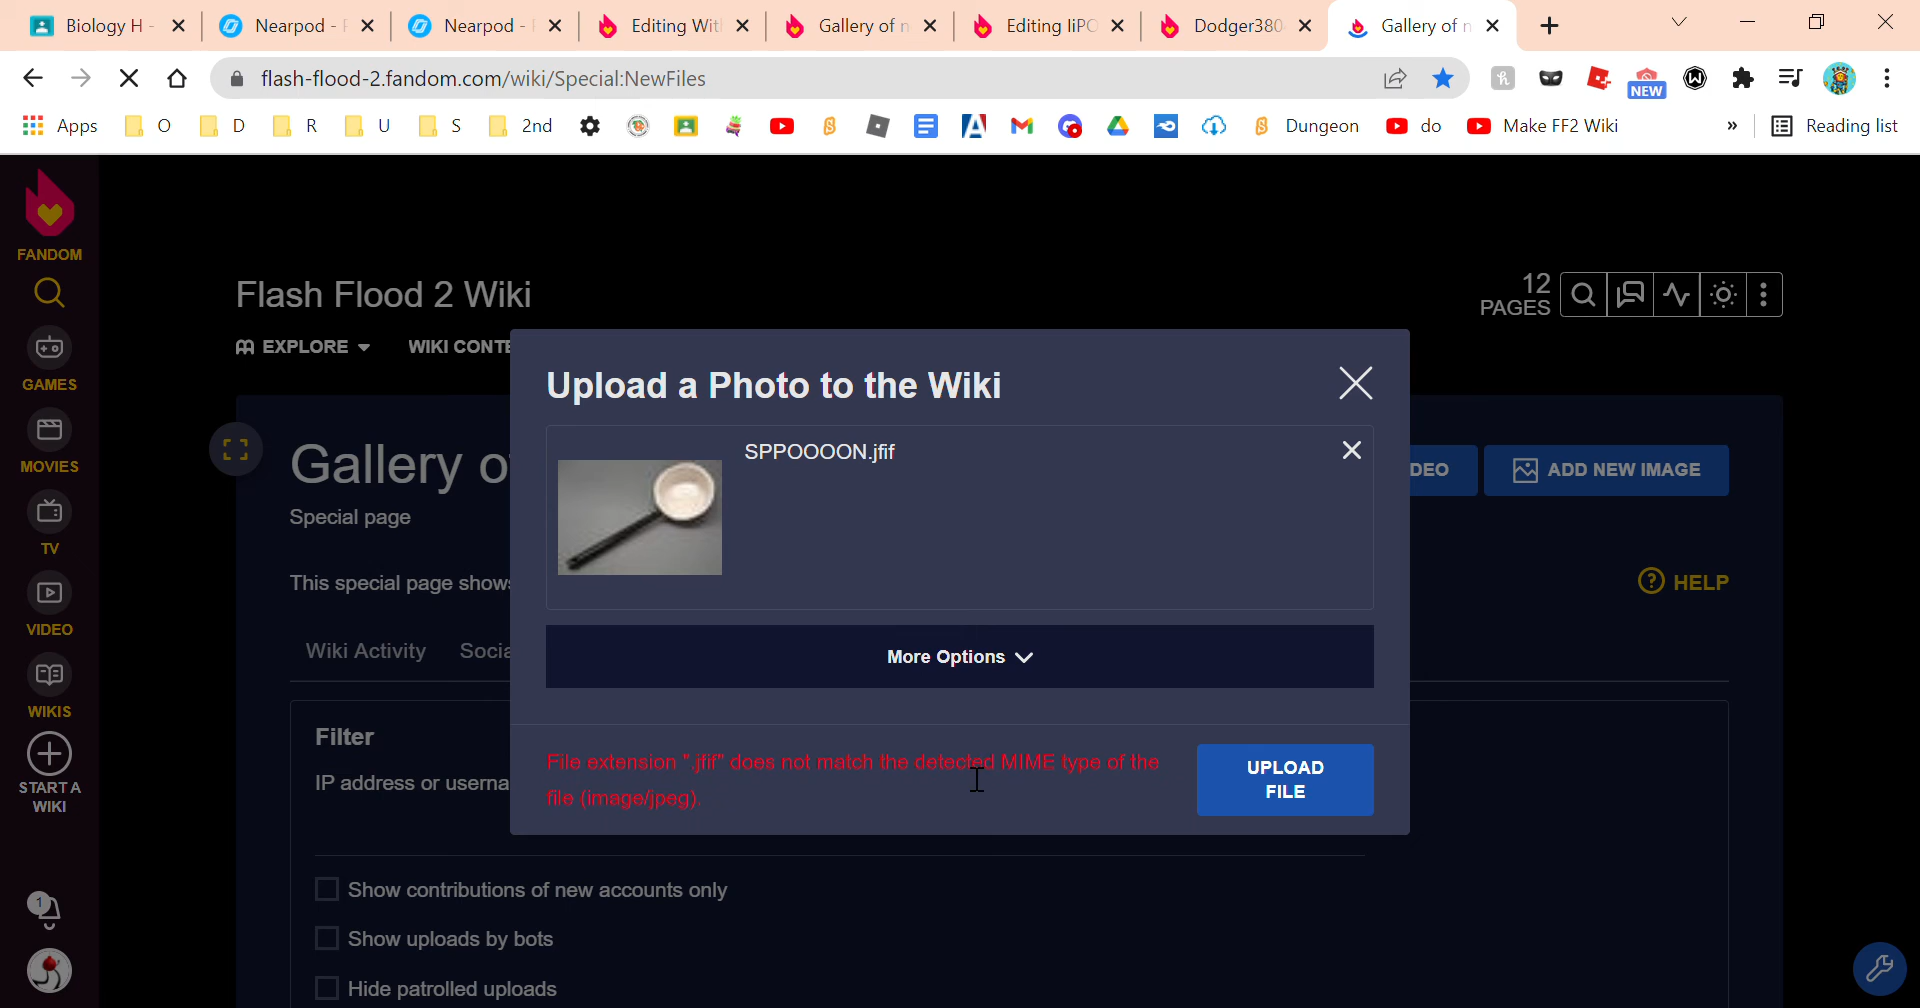 Biology H -
Nearpod -
Nearpod -
Editing Wit
Gallery of n
Editing liPO
Dodger380
Gallery of n
flash-flood-2.fandom.com/wiki/Special:NewFiles
NEW
Apps
O
D
R
U
S
2nd
Dungeon
do
Make FF2 Wiki
»
Reading list
FANDOM
GAMES
MOVIES
TV
VIDEO
WIKIS
START A
WIKI
1
Flash Flood 2 Wiki
12
PAGES
EXPLORE
WIKI CONTE
Upload a Photo to the Wiki
SPPOOOON.jfif
Gallery o
DEO
ADD NEW IMAGE
Special page
This special page shows
HELP
Wiki Activity
Socia
More Options
Filter
IP address or userna
File extension ".jfif" does not match the detected MIME type of the
file (image/jpeg).
UPLOAD
FILE
Show contributions of new accounts only
Show uploads by bots
Hide patrolled uploads